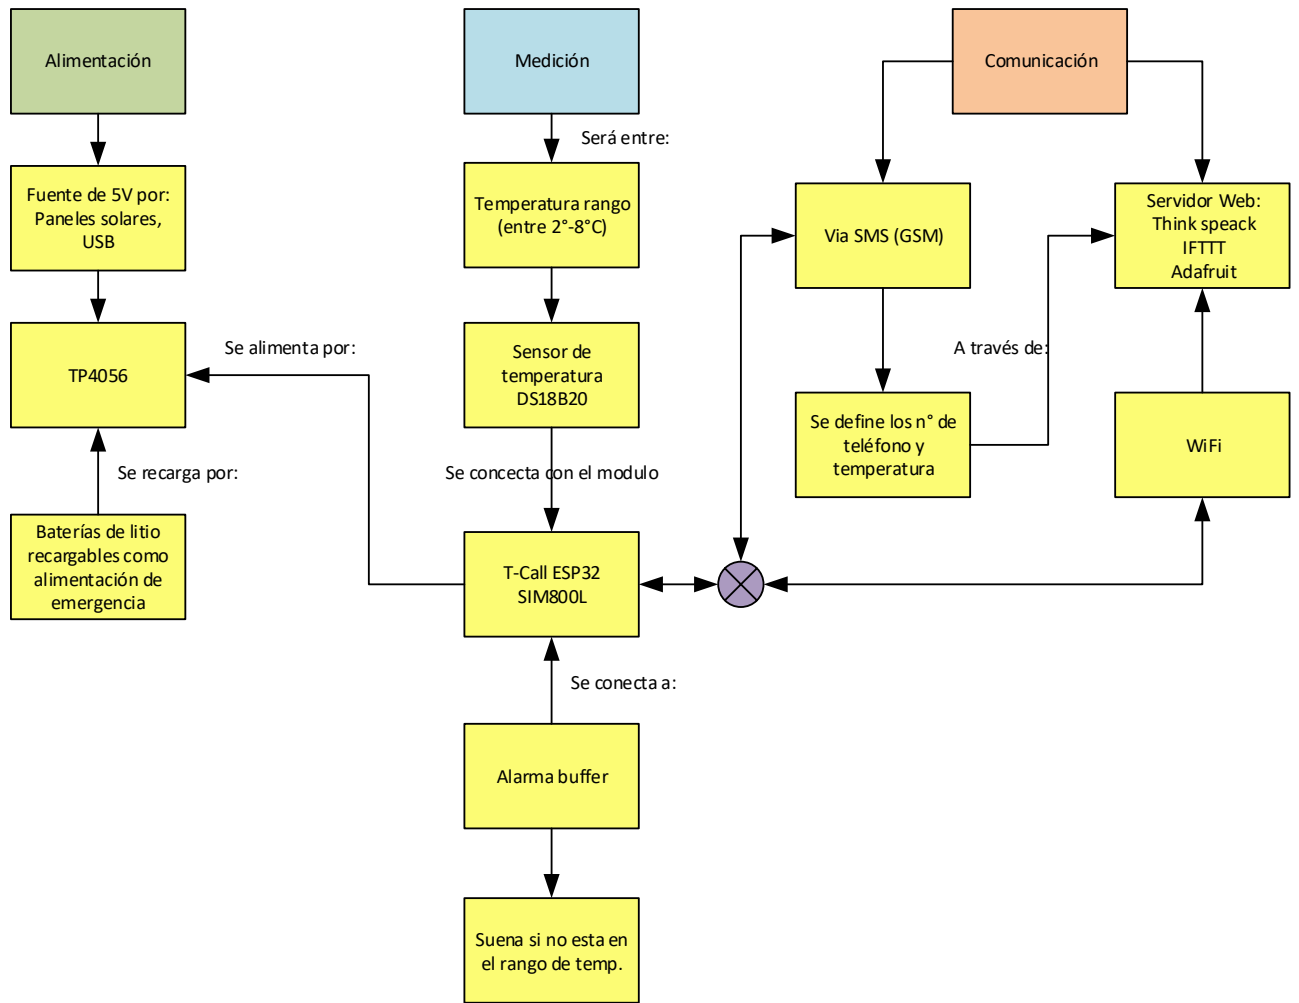 Alimentación
Medición
Comunicación
Será entre:
Fuente de 5V por:
Paneles solares,
USB
Temperatura rango
(entre 2°-8°C)
Via SMS (GSM)
Servidor Web:
Think speack
IFTTT
Adafruit
Se alimenta por:
TP4056
Sensor de
temperatura
DS18B20
A través de:
Se recarga por:
Se concecta con el modulo
Se define los n° de
teléfono y
temperatura
WiFi
Baterías de litio
recargables como
alimentación de
emergencia
T-Call ESP32
SIM800L
Se conecta a:
Alarma buffer
Suena si no esta en
el rango de temp.